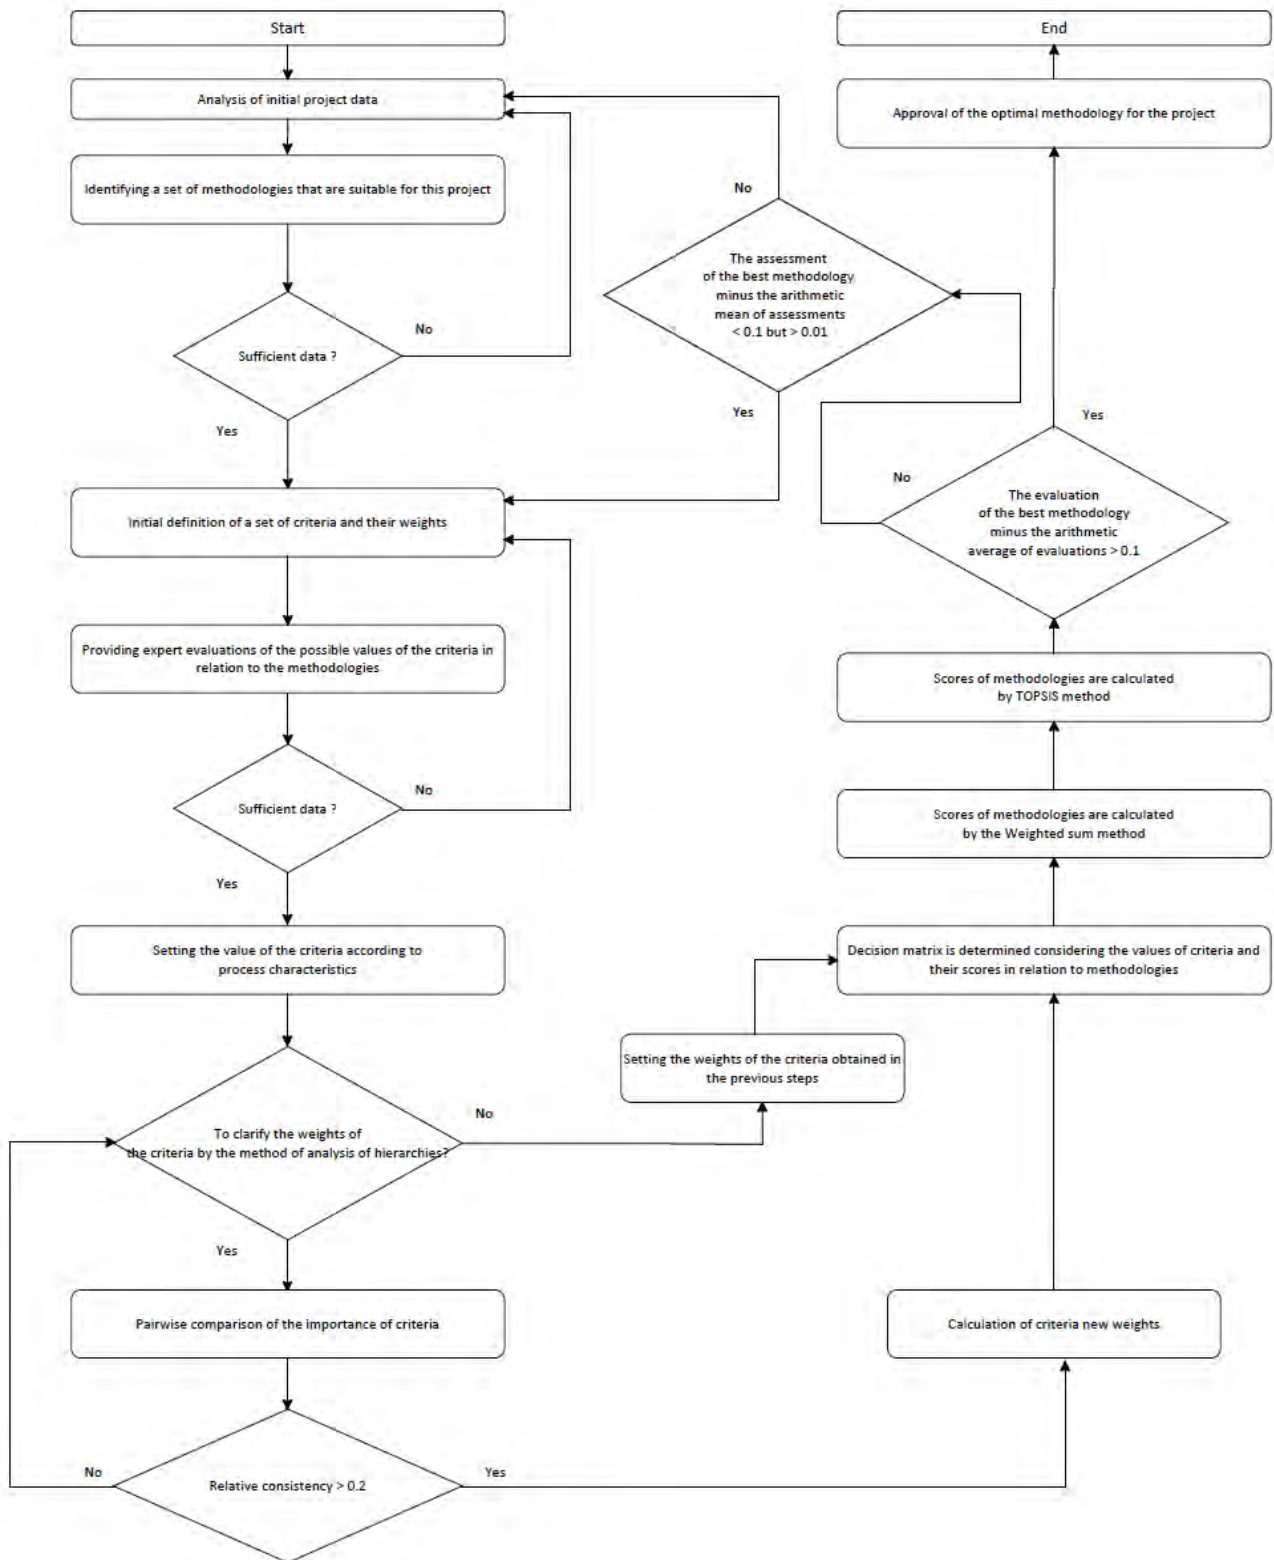 Start
Analysis of initial project data
Identifying a set of methodologies that are suitable for this project
Sufficient data ?
No
Yes
Initial definition of a set of criteria and their weights
Providing expert evaluations of the possible values of the criteria in
relation to the methodologies
Sufficient data ?
No
Yes
Setting the value of the criteria according to
process characteristics
To clarify the weights of
the criteria by the method of analysis of hierarchies?
No
Yes
Pairwise comparison of the importance of criteria
Relative consistency > 0.2
No
Yes
Setting the weights of the criteria obtained in
the previous steps
Calculation of criteria new weights
Decision matrix is determined considering the values of criteria and
their scores in relation to methodologies
Scores of methodologies are calculated
by the Weighted sum method
Scores of methodologies are calculated
by TOPSIS method
The evaluation
of the best methodology
minus the arithmetic
average of evaluations > 0.1
No
Yes
The assessment
of the best methodology
minus the arithmetic
mean of assessments
< 0.1 but > 0.01
No
Yes
Approval of the optimal methodology for the project
End